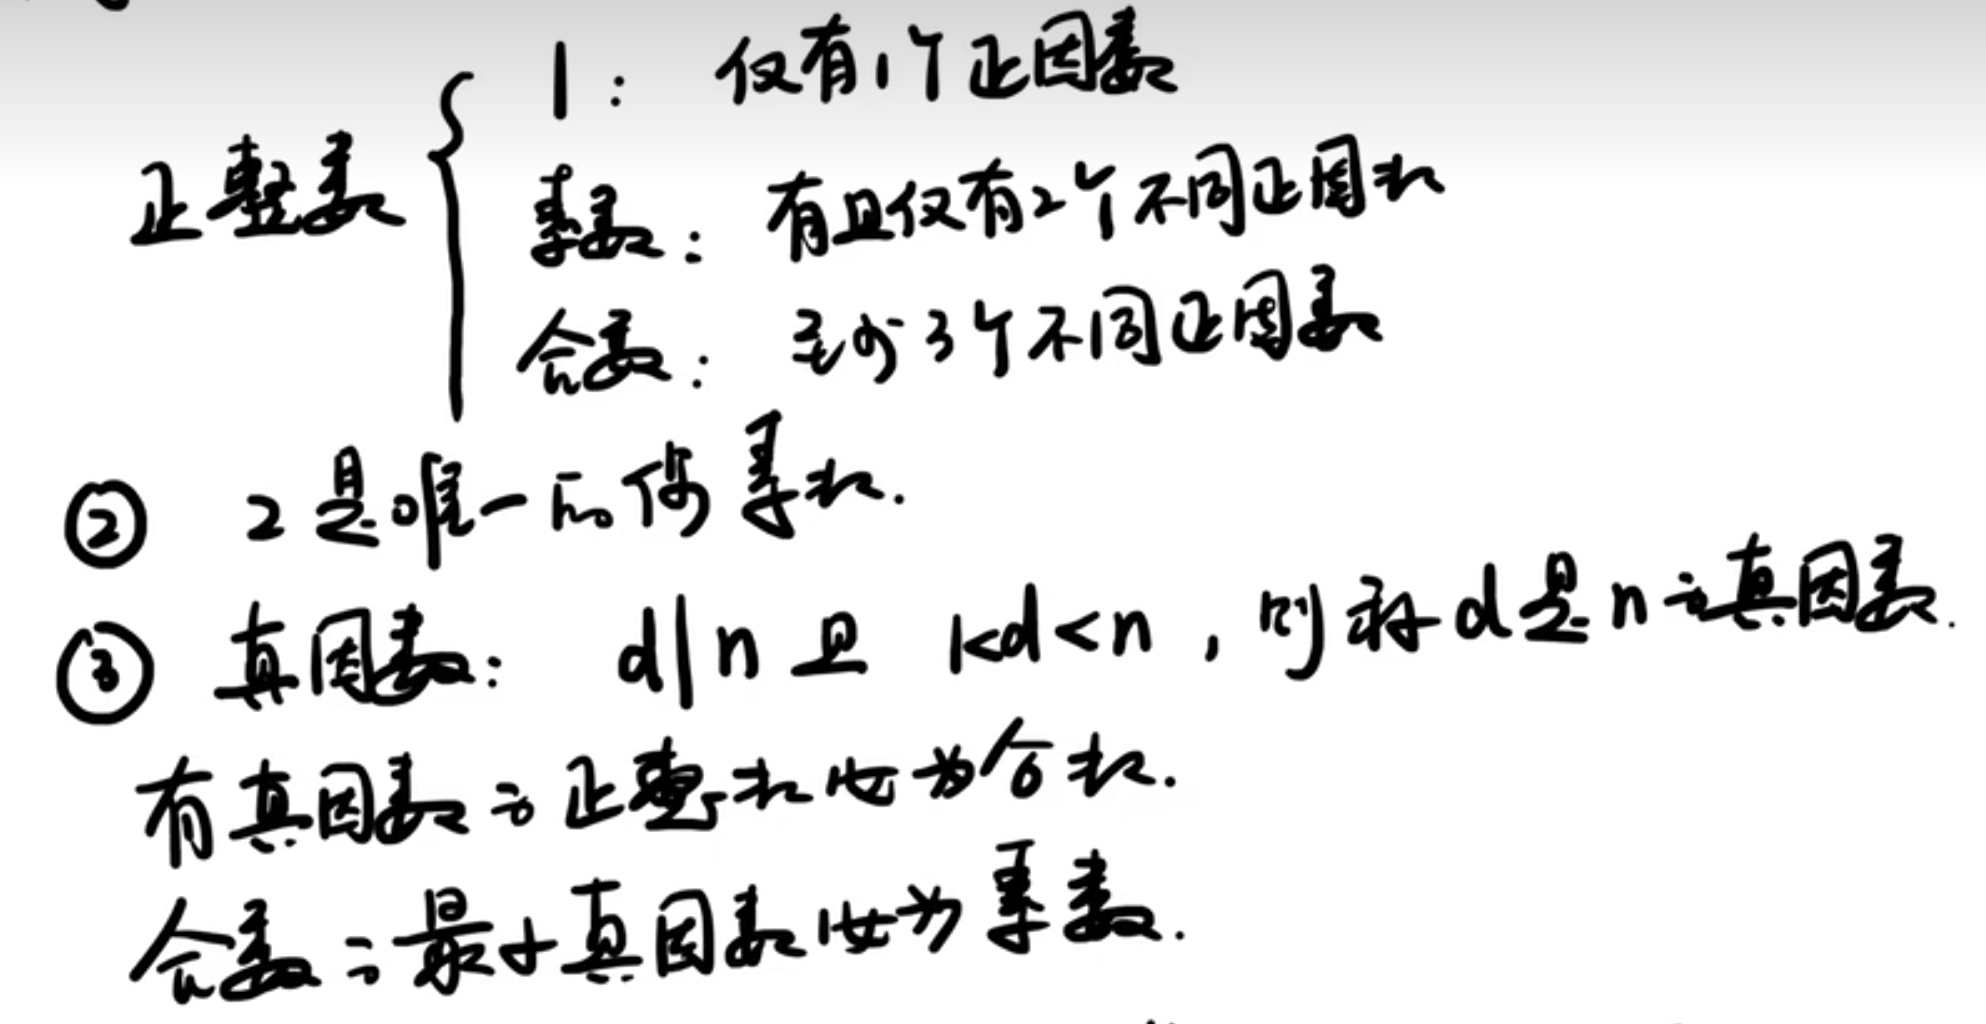 1: 仅有1个正因数
正整数
素数: 有且仅有2个不同正因数
合数: 至少3个不同正因数
② 2是唯一的偶素数.
③ 真因数: d|n 且 1<d<n, 则称d是n的真因数.
有真因数的正整数必为合数.
合数的最小真因数必为素数.